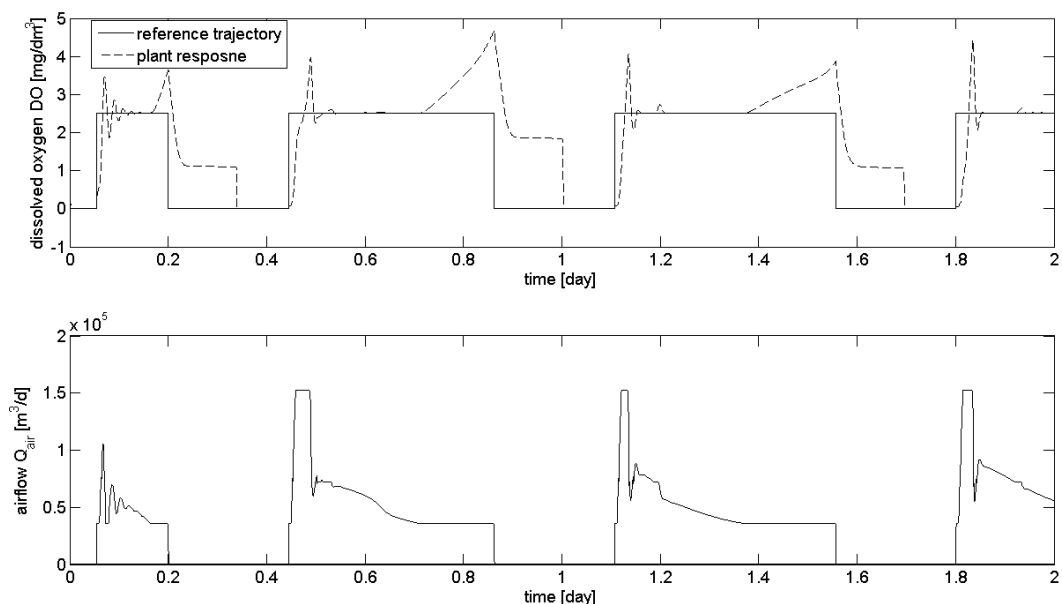 reference trajectory
plant resposne
dissolved oxygen DO [mg/dm³]
5
4
3
2
1
0
-1
0 0.2 0.4 0.6 0.8 1 1.2 1.4 1.6 1.8 2
time [day]
x 10⁵
airflow Q_air [m³/d]
2
1.5
1
0.5
0
0 0.2 0.4 0.6 0.8 1 1.2 1.4 1.6 1.8 2
time [day]